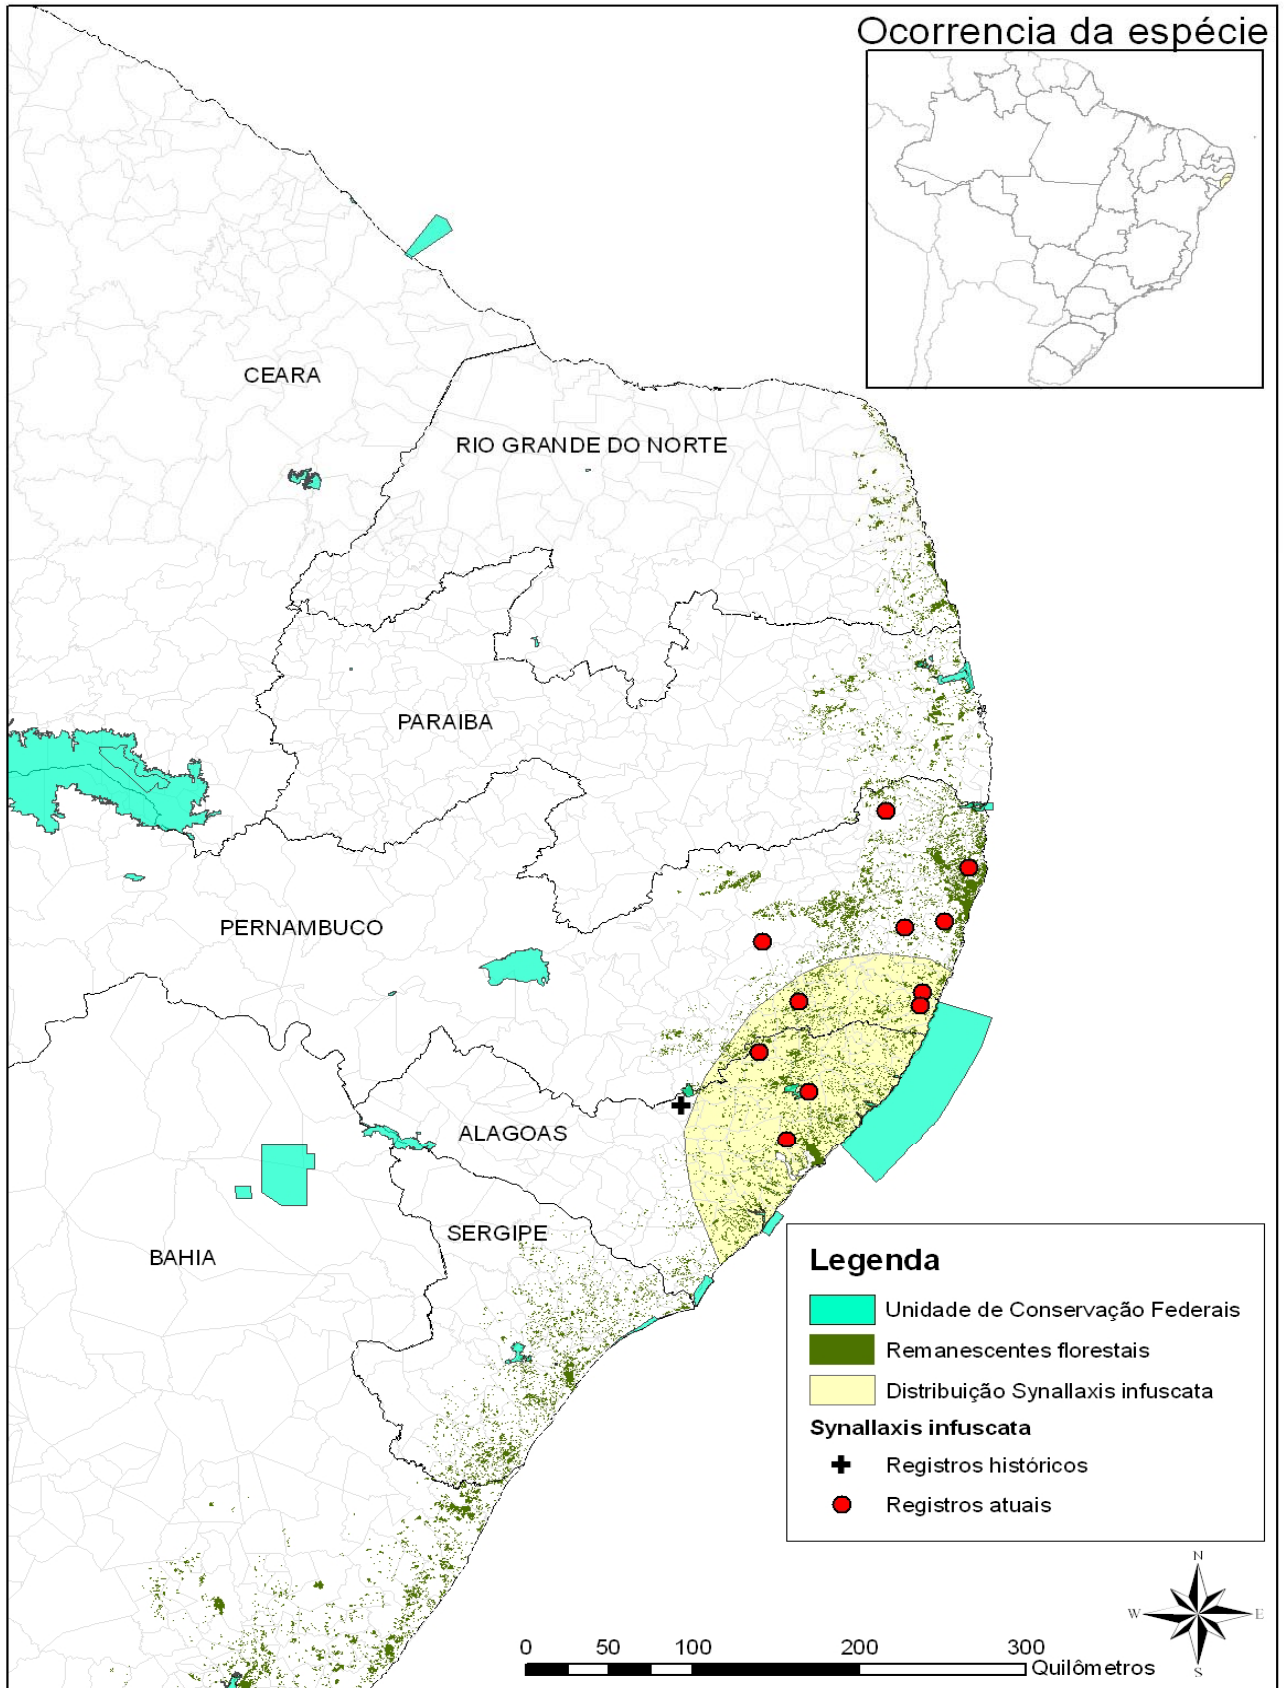 Ocorrencia da espécie
CEARA
RIO GRANDE DO NORTE
PARAIBA
PERNAMBUCO
ALAGOAS
SERGIPE
BAHIA
Legenda
Unidade de Conservação Federais
Remanescentes florestais
Distribuição Synallaxis infuscata
Synallaxis infuscata
Registros históricos
Registros atuais
N
W E
S
0 50 100 200 300
Quilômetros